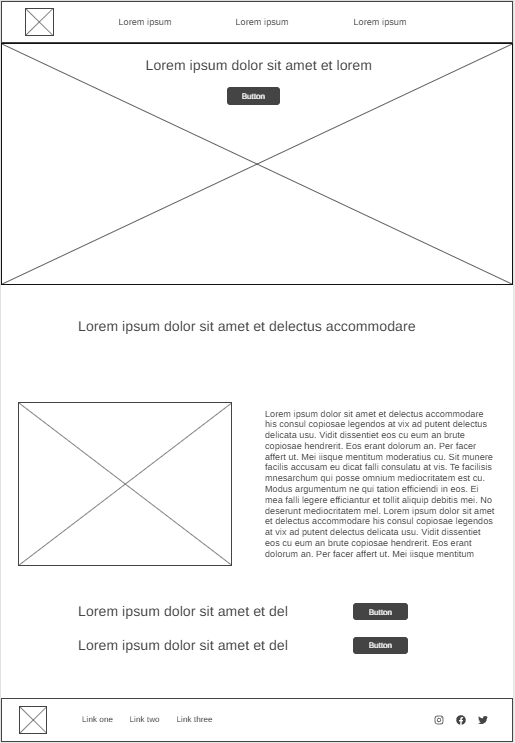 Lorem ipsum Lorem ipsum Lorem ipsum
Lorem ipsum dolor sit amet et lorem
Button
Lorem ipsum dolor sit amet et delectus accommodare
Lorem ipsum dolor sit amet et delectus accommodare
his consul copiosae legendos at vix ad putent delectus
delicata usu. Vidit dissentiet eos cu eum an brute
copiosae hendrerit. Eos erant dolorum an. Per facer
affert ut. Mei iisque mentitum moderatius cu. Sit munere
facilis accusam eu dicat falli consulatu at vis. Te facilisis
mnesarchum qui posse omnium mediocritatem est cu.
Modus argumentum ne qui tation efficiendi in eos. Ei
mea falli legere efficiantur et tollit aliquip debitis mei. No
deserunt mediocritatem mel. Lorem ipsum dolor sit amet
et delectus accommodare his consul copiosae legendos
at vix ad putent delectus delicata usu. Vidit dissentiet
eos cu eum an brute copiosae hendrerit. Eos erant
dolorum an. Per facer affert ut. Mei iisque mentitum
Lorem ipsum dolor sit amet et del Button
Lorem ipsum dolor sit amet et del Button
Link one Link two Link three